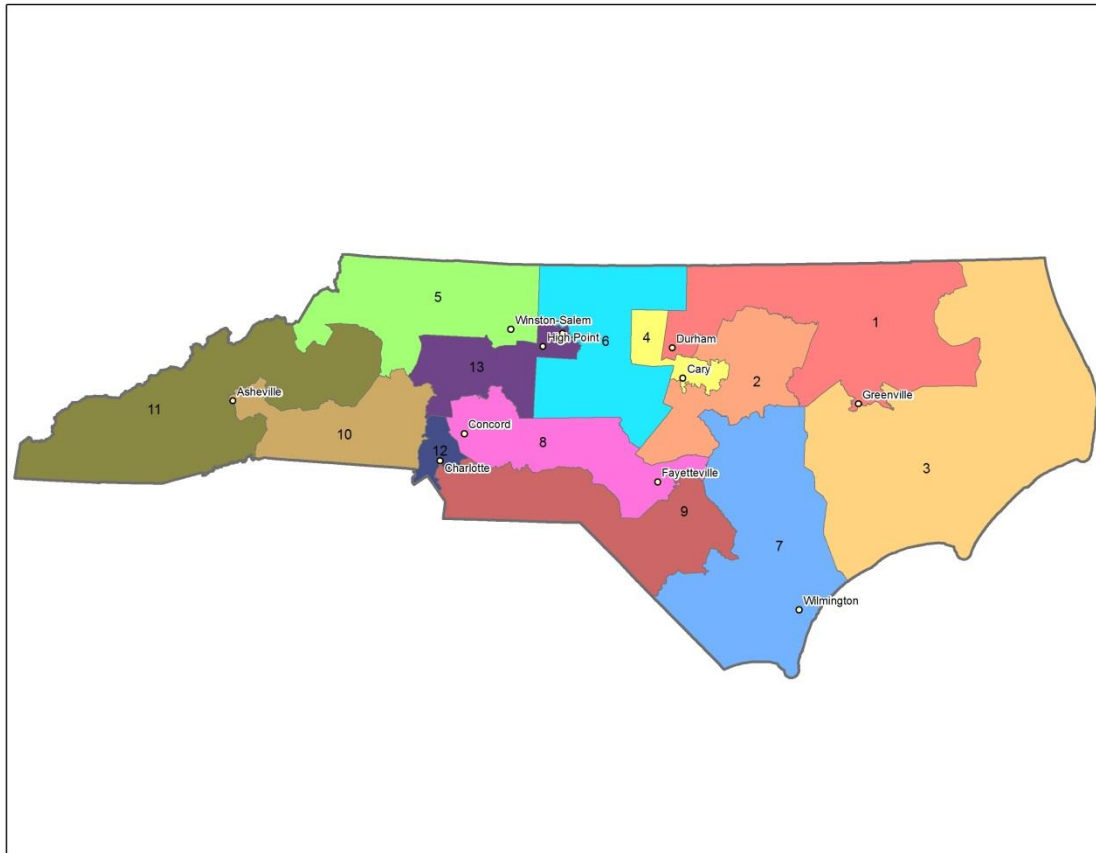 5
Winston-Salem
High Point
6
4
Durham
1
13
Cary
2
Asheville
11
Greenville
10
Concord
8
12
Charlotte
Fayetteville
3
9
7
Wilmington